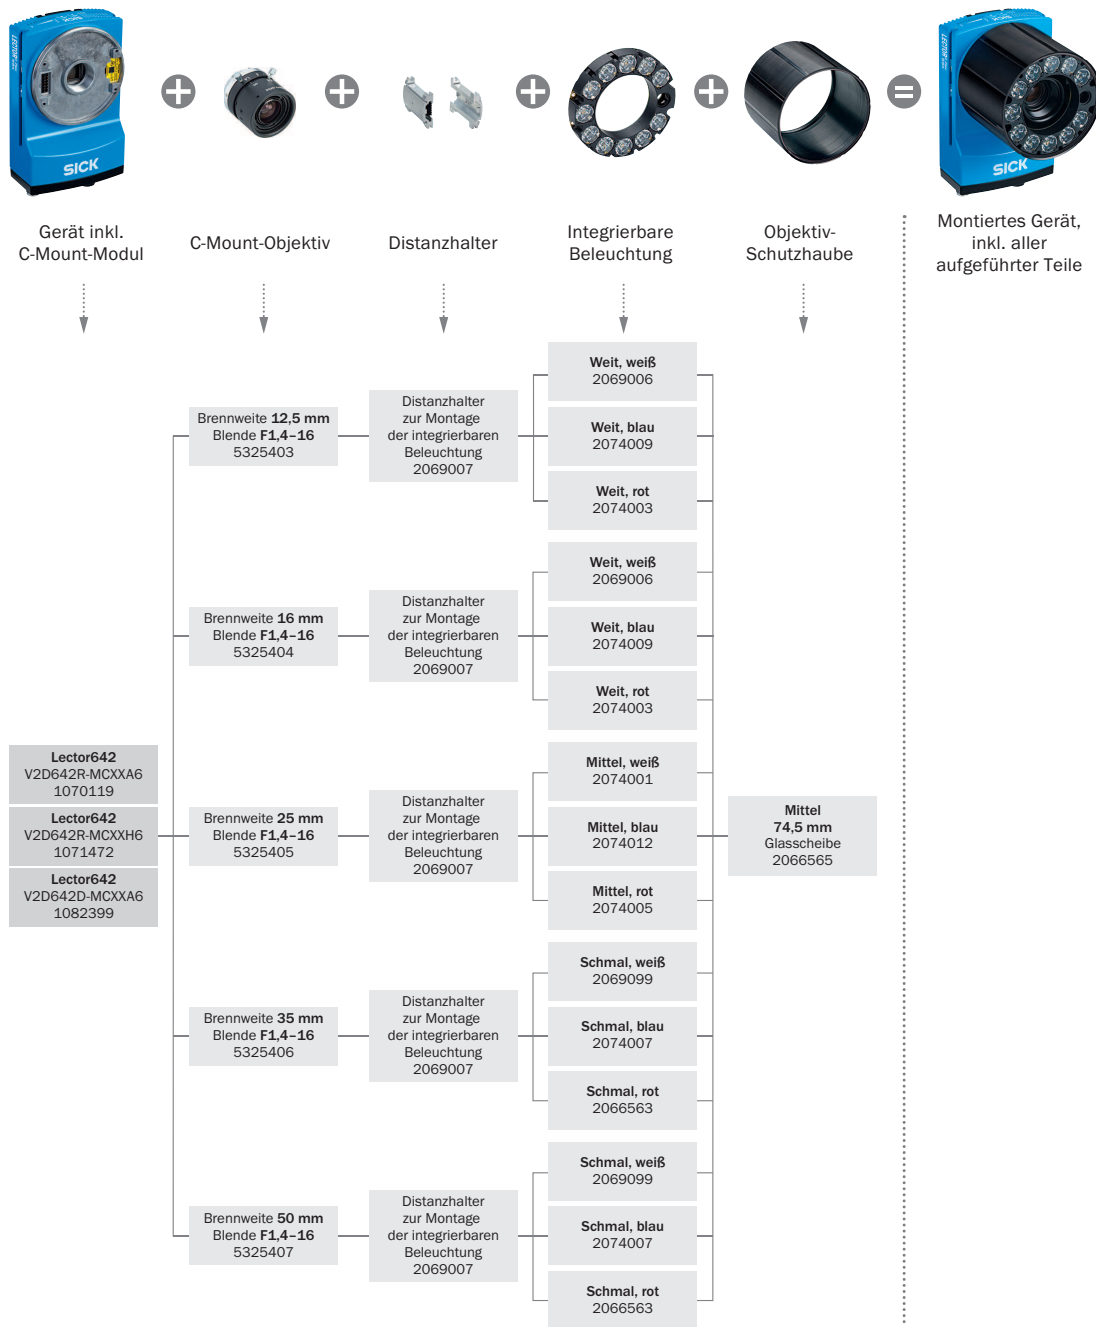 SICK
SICK
Gerät inkl.
C-Mount-Modul
C-Mount-Objektiv
Distanzhalter
Integrierbare
Beleuchtung
Objektiv-
Schutzhaube
Montiertes Gerät,
inkl. aller
aufgeführter Teile
Lector642
V2D642R-MCXXA6
1070119
Lector642
V2D642R-MCXXH6
1071472
Lector642
V2D642D-MCXXA6
1082399
Brennweite 12,5 mm
Blende F1,4–16
5325403
Distanzhalter
zur Montage
der integrierbaren
Beleuchtung
2069007
Weit, weiß
2069006
Weit, blau
2074009
Weit, rot
2074003
Brennweite 16 mm
Blende F1,4–16
5325404
Distanzhalter
zur Montage
der integrierbaren
Beleuchtung
2069007
Weit, weiß
2069006
Weit, blau
2074009
Weit, rot
2074003
Brennweite 25 mm
Blende F1,4–16
5325405
Distanzhalter
zur Montage
der integrierbaren
Beleuchtung
2069007
Mittel, weiß
2074001
Mittel, blau
2074012
Mittel, rot
2074005
Brennweite 35 mm
Blende F1,4–16
5325406
Distanzhalter
zur Montage
der integrierbaren
Beleuchtung
2069007
Schmal, weiß
2069099
Schmal, blau
2074007
Schmal, rot
2066563
Brennweite 50 mm
Blende F1,4–16
5325407
Distanzhalter
zur Montage
der integrierbaren
Beleuchtung
2069007
Schmal, weiß
2069099
Schmal, blau
2074007
Schmal, rot
2066563
Mittel
74,5 mm
Glasscheibe
2066565